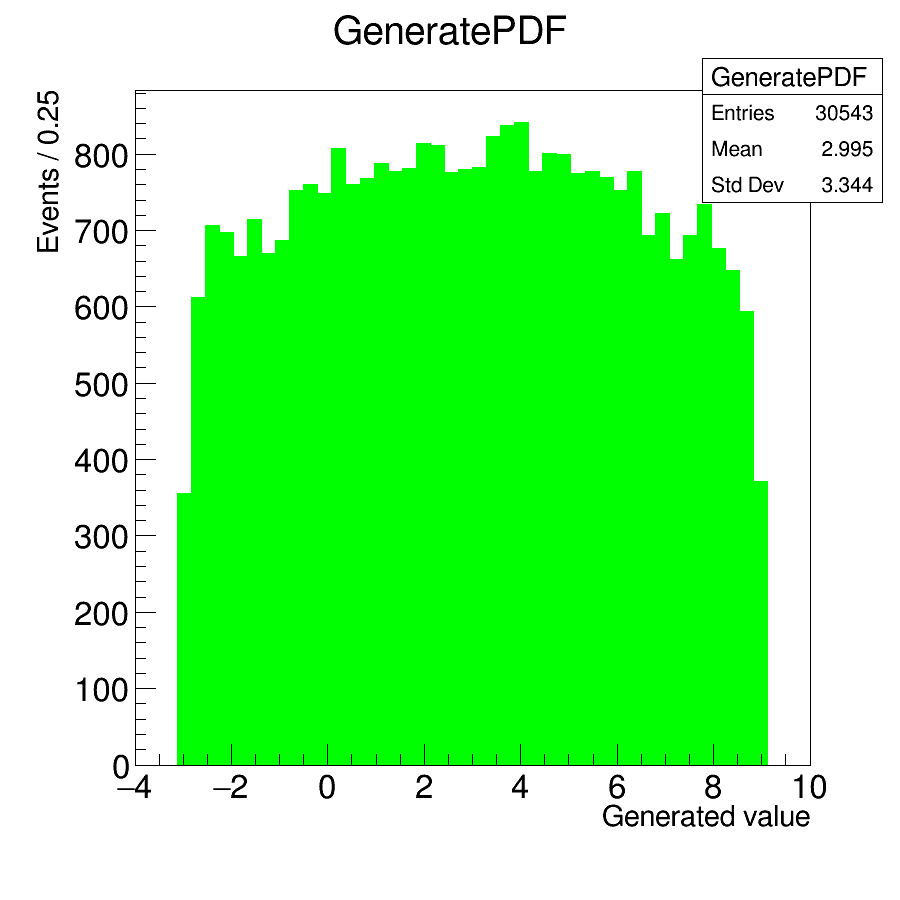 GeneratePDF
GeneratePDF
Entries 30543
Mean 2.995
Std Dev 3.344
Events / 0.25
800
700
600
500
400
300
200
100
0
−4 −2 0 2 4 6 8 10
Generated value